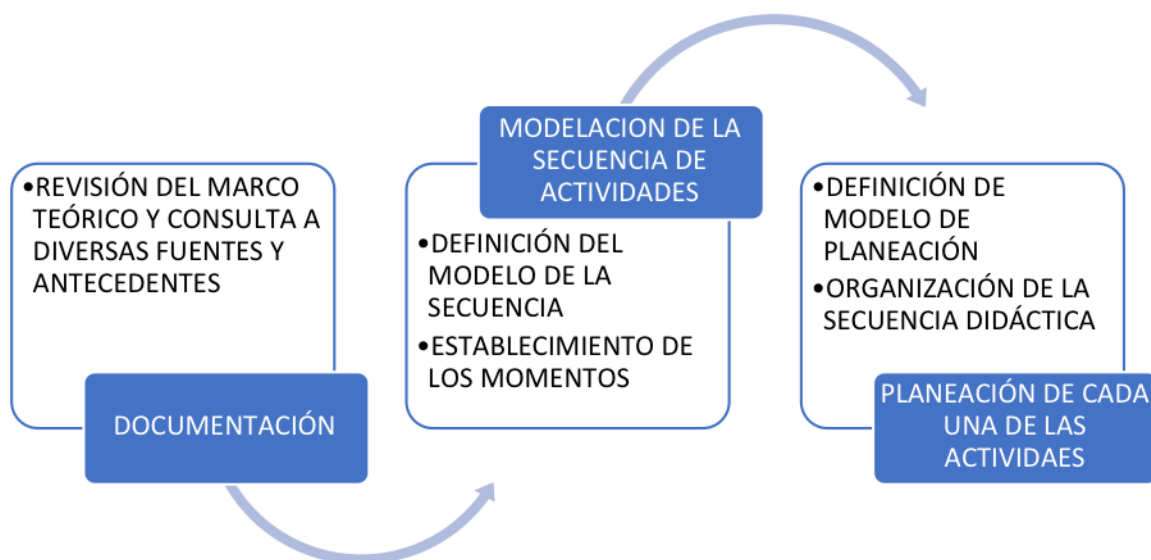 •REVISIÓN DEL MARCO
TEÓRICO Y CONSULTA A
DIVERSAS FUENTES Y
ANTECEDENTES
DOCUMENTACIÓN
MODELACION DE LA
SECUENCIA DE
ACTIVIDADES
•DEFINICIÓN DEL
MODELO DE LA
SECUENCIA
•ESTABLECIMIENTO DE
LOS MOMENTOS
•DEFINICIÓN DE
MODELO DE
PLANEACIÓN
•ORGANIZACIÓN DE LA
SECUENCIA DIDÁCTICA
PLANEACIÓN DE CADA
UNA DE LAS
ACTIVIDAES